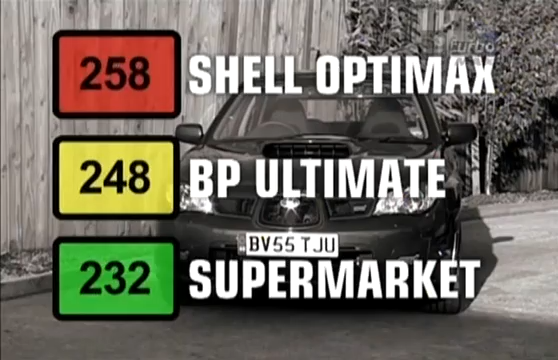 turbo
258 SHELL OPTIMAX
248 BP ULTIMATE
BV55 TJU
232 SUPERMARKET